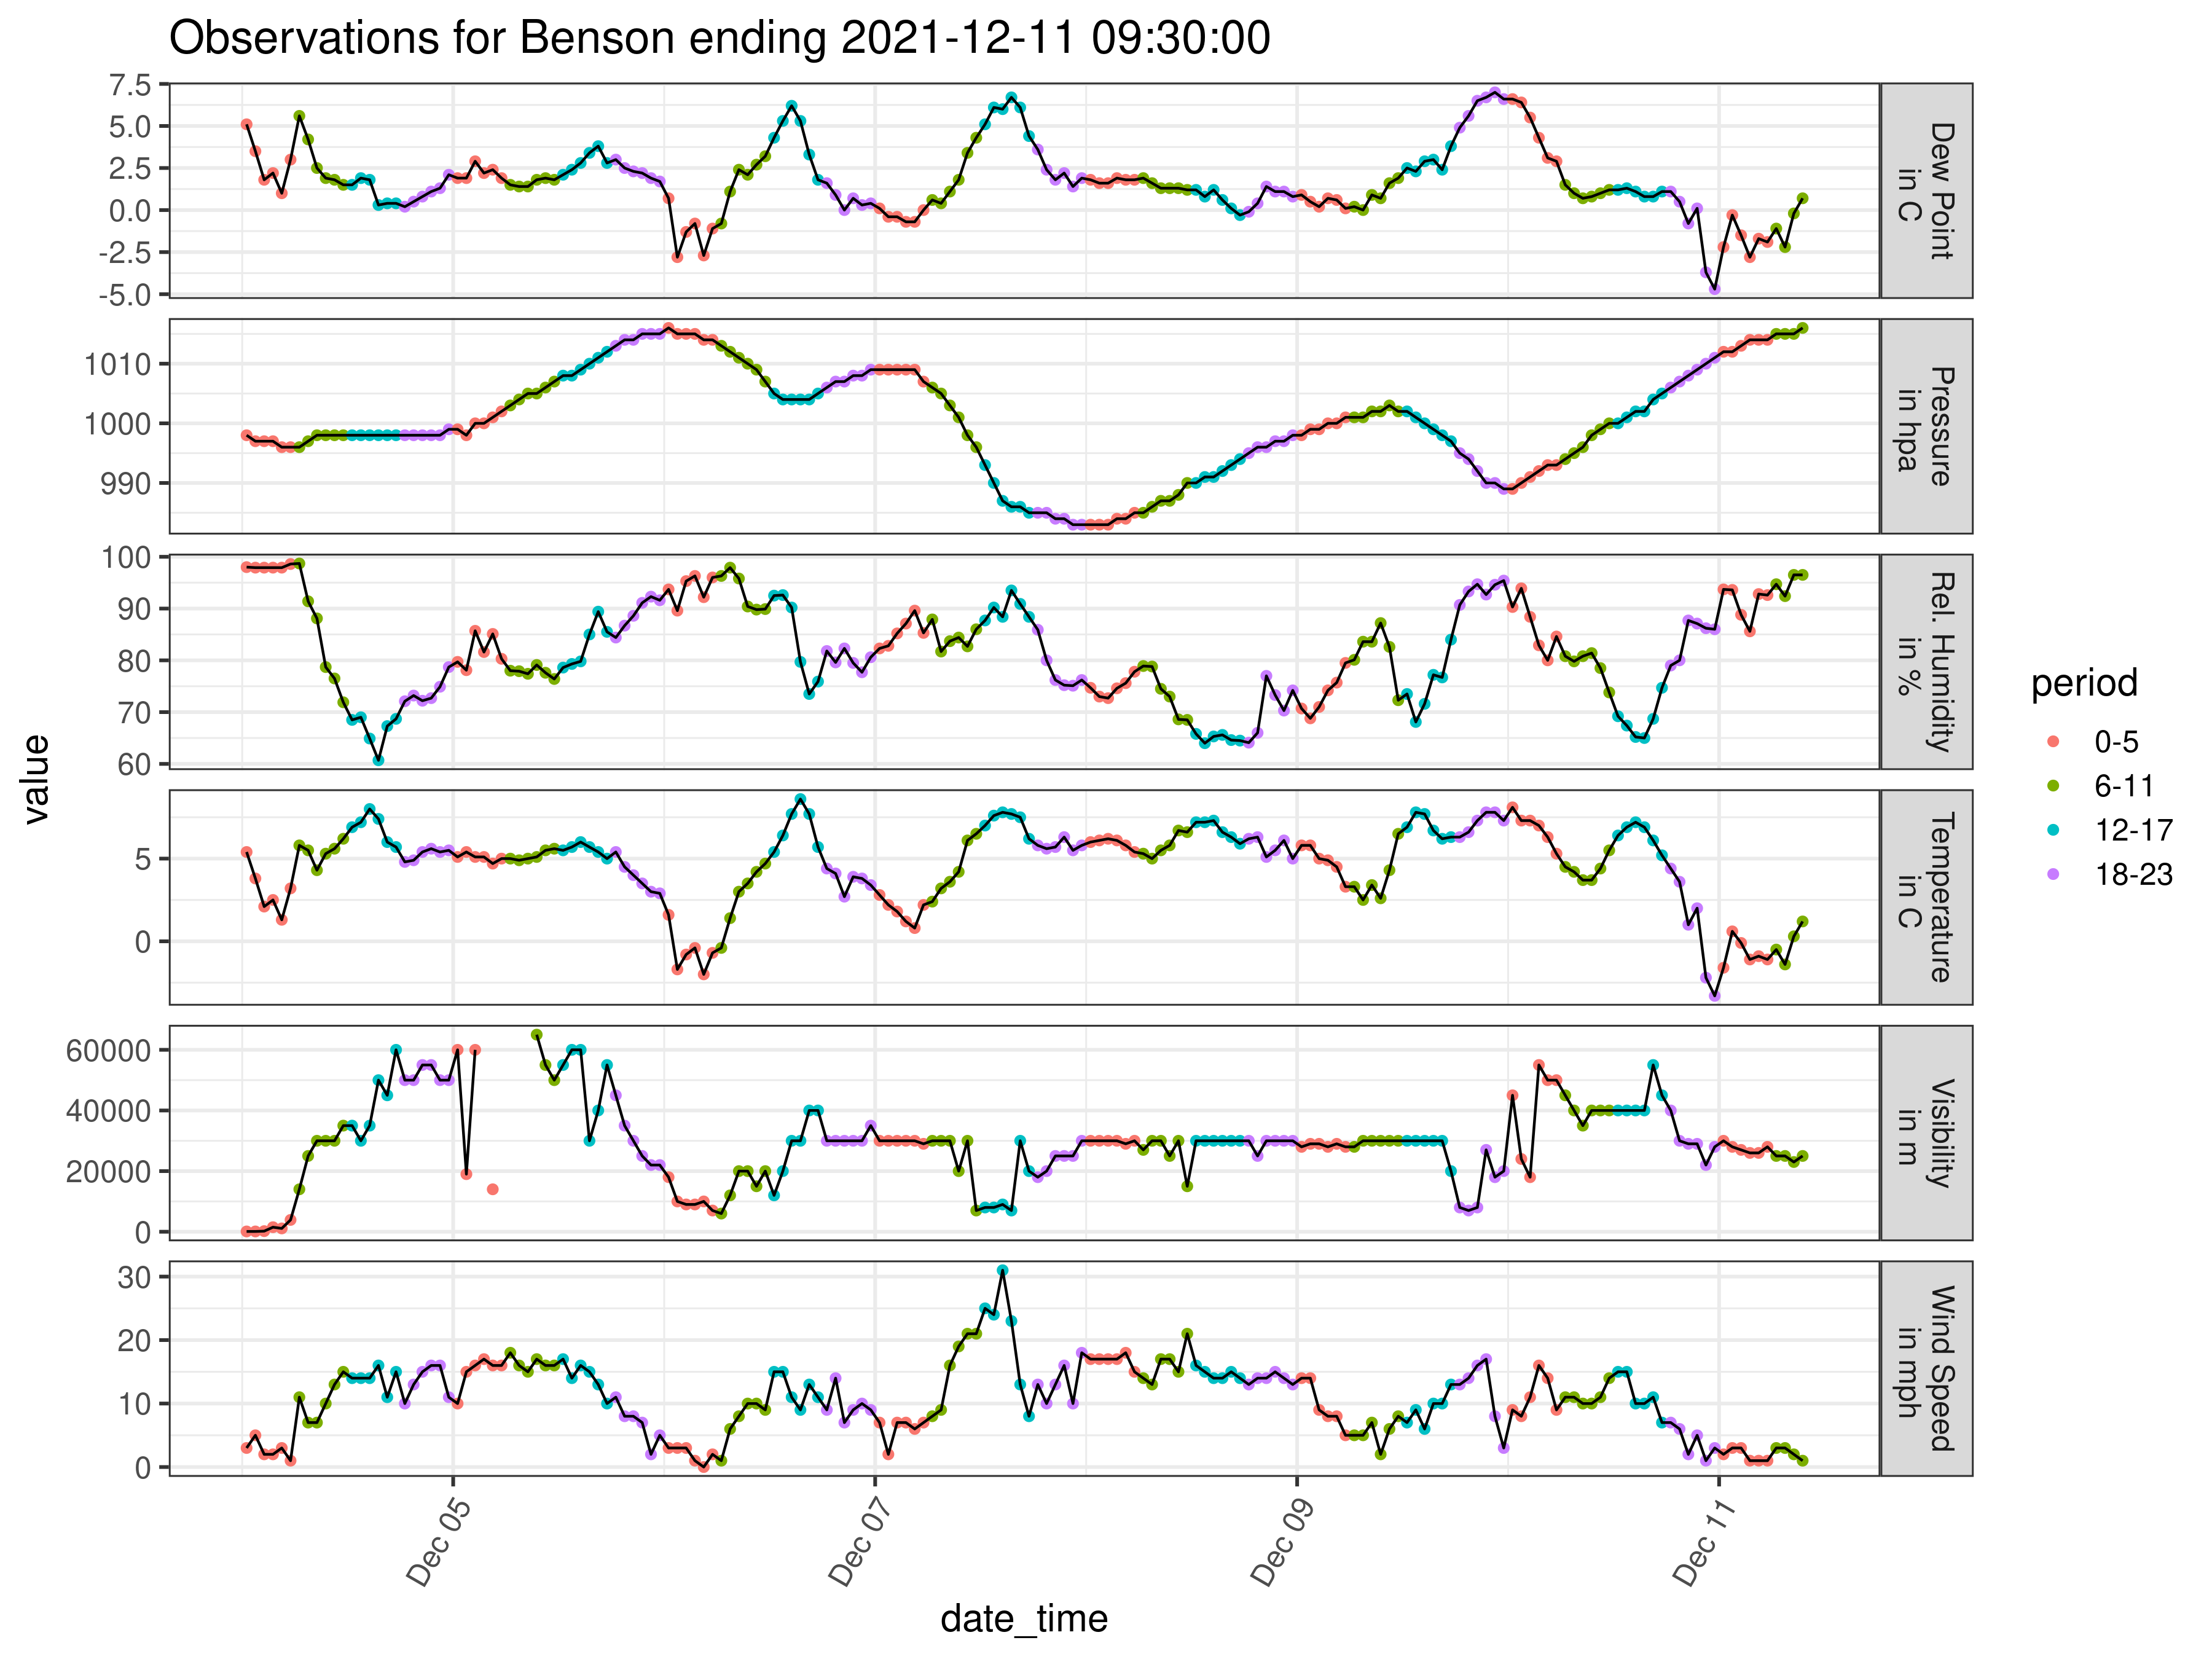 Observations for Benson ending 2021-12-11 09:30:00
7.5
5.0
2.5
0.0
-2.5
-5.0
Dew Point
in C
1010
1000
990
Pressure
in hpa
100
90
80
70
60
Rel. Humidity
in %
5
0
Temperature
in C
60000
40000
20000
0
Visibility
in m
30
20
10
0
Wind Speed
in mph
value
Dec 05
Dec 07
Dec 09
Dec 11
date_time
period
0-5
6-11
12-17
18-23